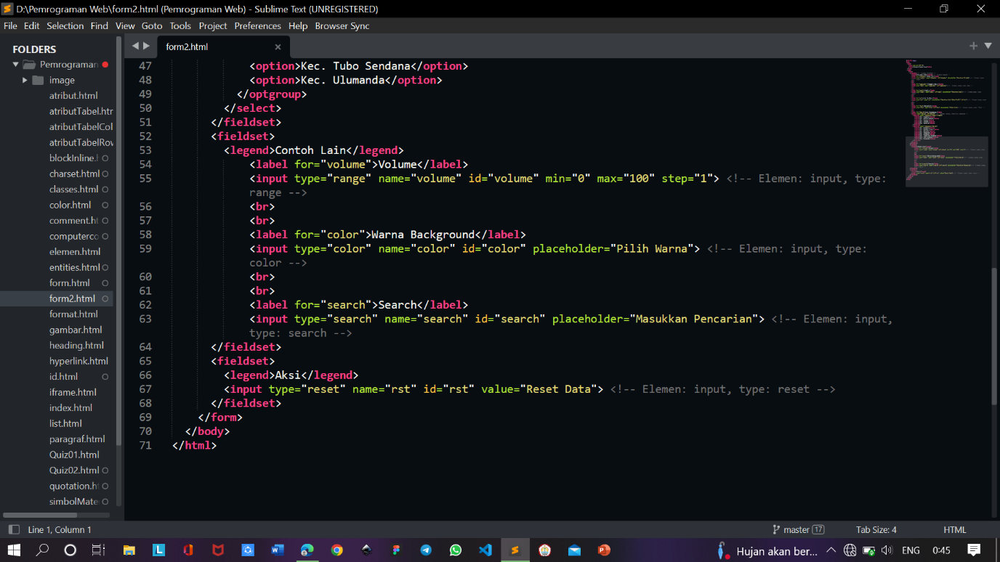 D:\Pemrograman Web\form2.html (Pemrograman Web) - Sublime Text (UNREGISTERED)
File Edit Selection Find View Goto Tools Project Preferences Help Browser Sync
FOLDERS
Pemrograman
image
atribut.html
atributTabel.htr
atributTabelCol
atributTabelRov
blockInline.
charset.html
classes.html
color.html
comment.ht
computerco
elemen.html
entities.html
form.html
form2.html
format.html
gambar.html
heading.html
hyperlink.html
id.html
iframe.html
index.html
list.html
paragraf.html
Quiz01.html
Quiz02.html
quotation.h
simbolMate
form2.html
47 <option>Kec. Tubo Sendana</option>
48 <option>Kec. Ulumanda</option>
49 </optgroup>
50 </select>
51 </fieldset>
52 <fieldset>
53 <legend>Contoh Lain</legend>
54 <label for="volume">Volume</label>
55 <input type="range" name="volume" id="volume" min="0" max="100" step="1"> <!-- Elemen: input, type:
range -->
56 <br>
57 <br>
58 <label for="color">Warna Background</label>
59 <input type="color" name="color" id="color" placeholder="Pilih Warna"> <!-- Elemen: input, type:
color -->
60 <br>
61 <br>
62 <label for="search">Search</label>
63 <input type="search" name="search" id="search" placeholder="Masukkan Pencarian"> <!-- Elemen: input,
type: search -->
64 </fieldset>
65 <fieldset>
66 <legend>Aksi</legend>
67 <input type="reset" name="rst" id="rst" value="Reset Data"> <!-- Elemen: input, type: reset -->
68 </fieldset>
69 </form>
70 </body>
71 </html>
Line 1, Column 1
master 17
Tab Size: 4
HTML
Hujan akan ber... ENG 0:45